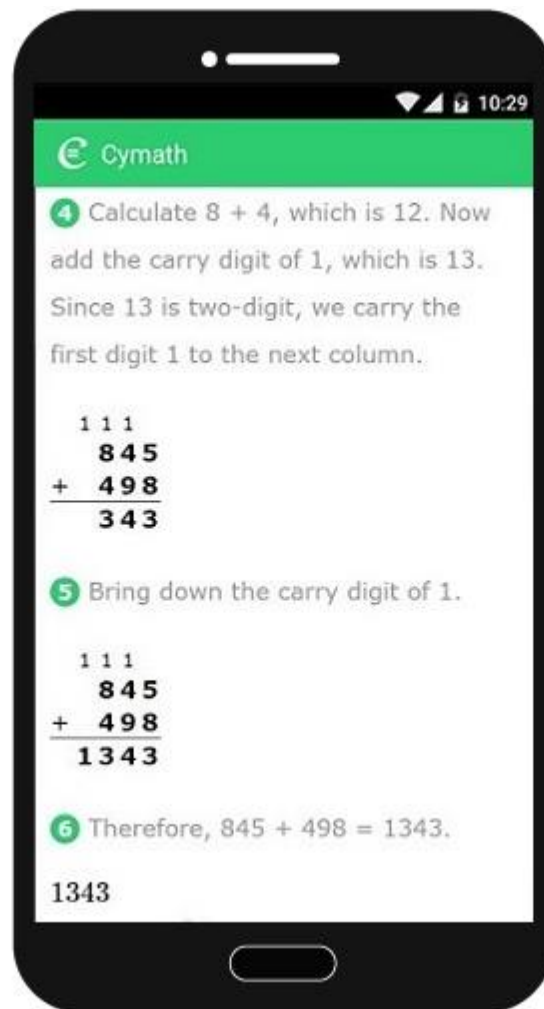 10:29
Cymath
4 Calculate 8 + 4, which is 12. Now
add the carry digit of 1, which is 13.
Since 13 is two-digit, we carry the
first digit 1 to the next column.
1 1 1
845
+ 498
343
5 Bring down the carry digit of 1.
1 1 1
845
+ 498
1343
6 Therefore, 845 + 498 = 1343.
1343